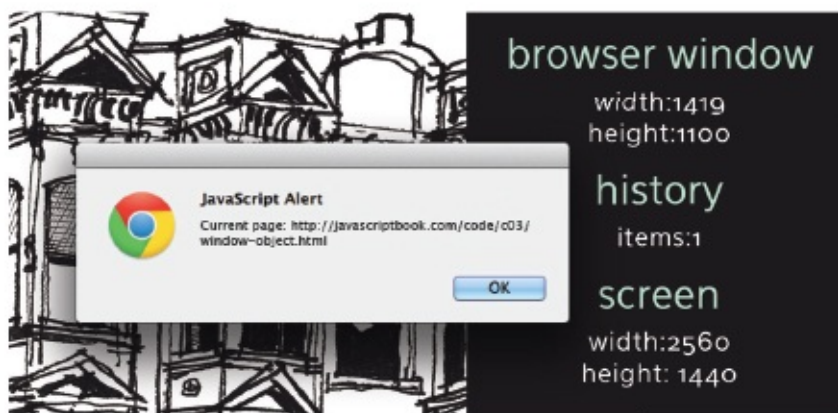 JavaScript Alert
Current page: http://javascriptbook.com/code/c03/
window-object.html
OK
browser window
width:1419
height:1100
history
items:1
screen
width:2560
height: 1440